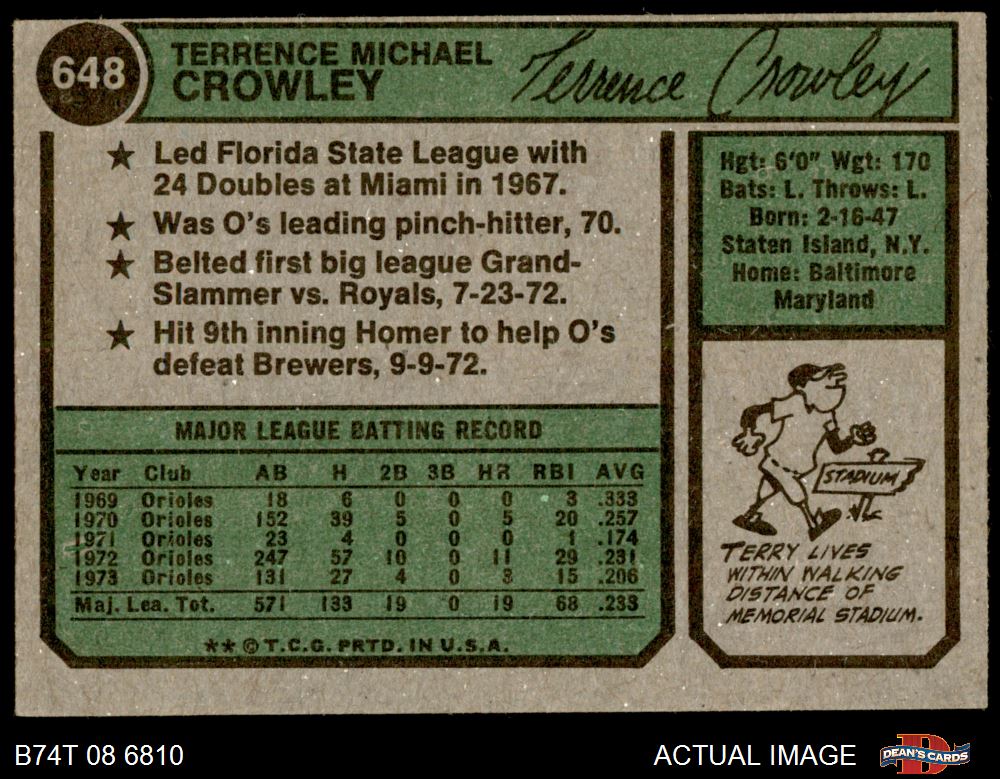 648
TERRENCE MICHAEL
CROWLEY
Terrence Crowley
★ Led Florida State League with
24 Doubles at Miami in 1967.
★ Was O's leading pinch-hitter, 70.
★ Belted first big league Grand-
Slammer vs. Royals, 7-23-72.
★ Hit 9th inning Homer to help O's
defeat Brewers, 9-9-72.
Hgt: 6'0" Wgt: 170
Bats: L. Throws: L.
Born: 2-16-47
Staten Island, N.Y.
Home: Baltimore
Maryland
MAJOR LEAGUE BATTING RECORD
Year Club AB H 2B 3B HR RBI AVG
1969 Orioles 18 6 0 0 0 3 .333
1970 Orioles 152 39 5 0 5 20 .257
1971 Orioles 23 4 0 0 0 1 .174
1972 Orioles 247 57 10 0 11 29 .231
1973 Orioles 131 27 4 0 3 15 .206
Maj. Lea. Tot. 571 133 19 0 19 68 .233
** © T.C.G. PRTD. IN U.S.A.
STADIUM
TERRY LIVES
WITHIN WALKING
DISTANCE OF
MEMORIAL STADIUM.
B74T 08 6810
ACTUAL IMAGE
D
DEAN'S CARDS